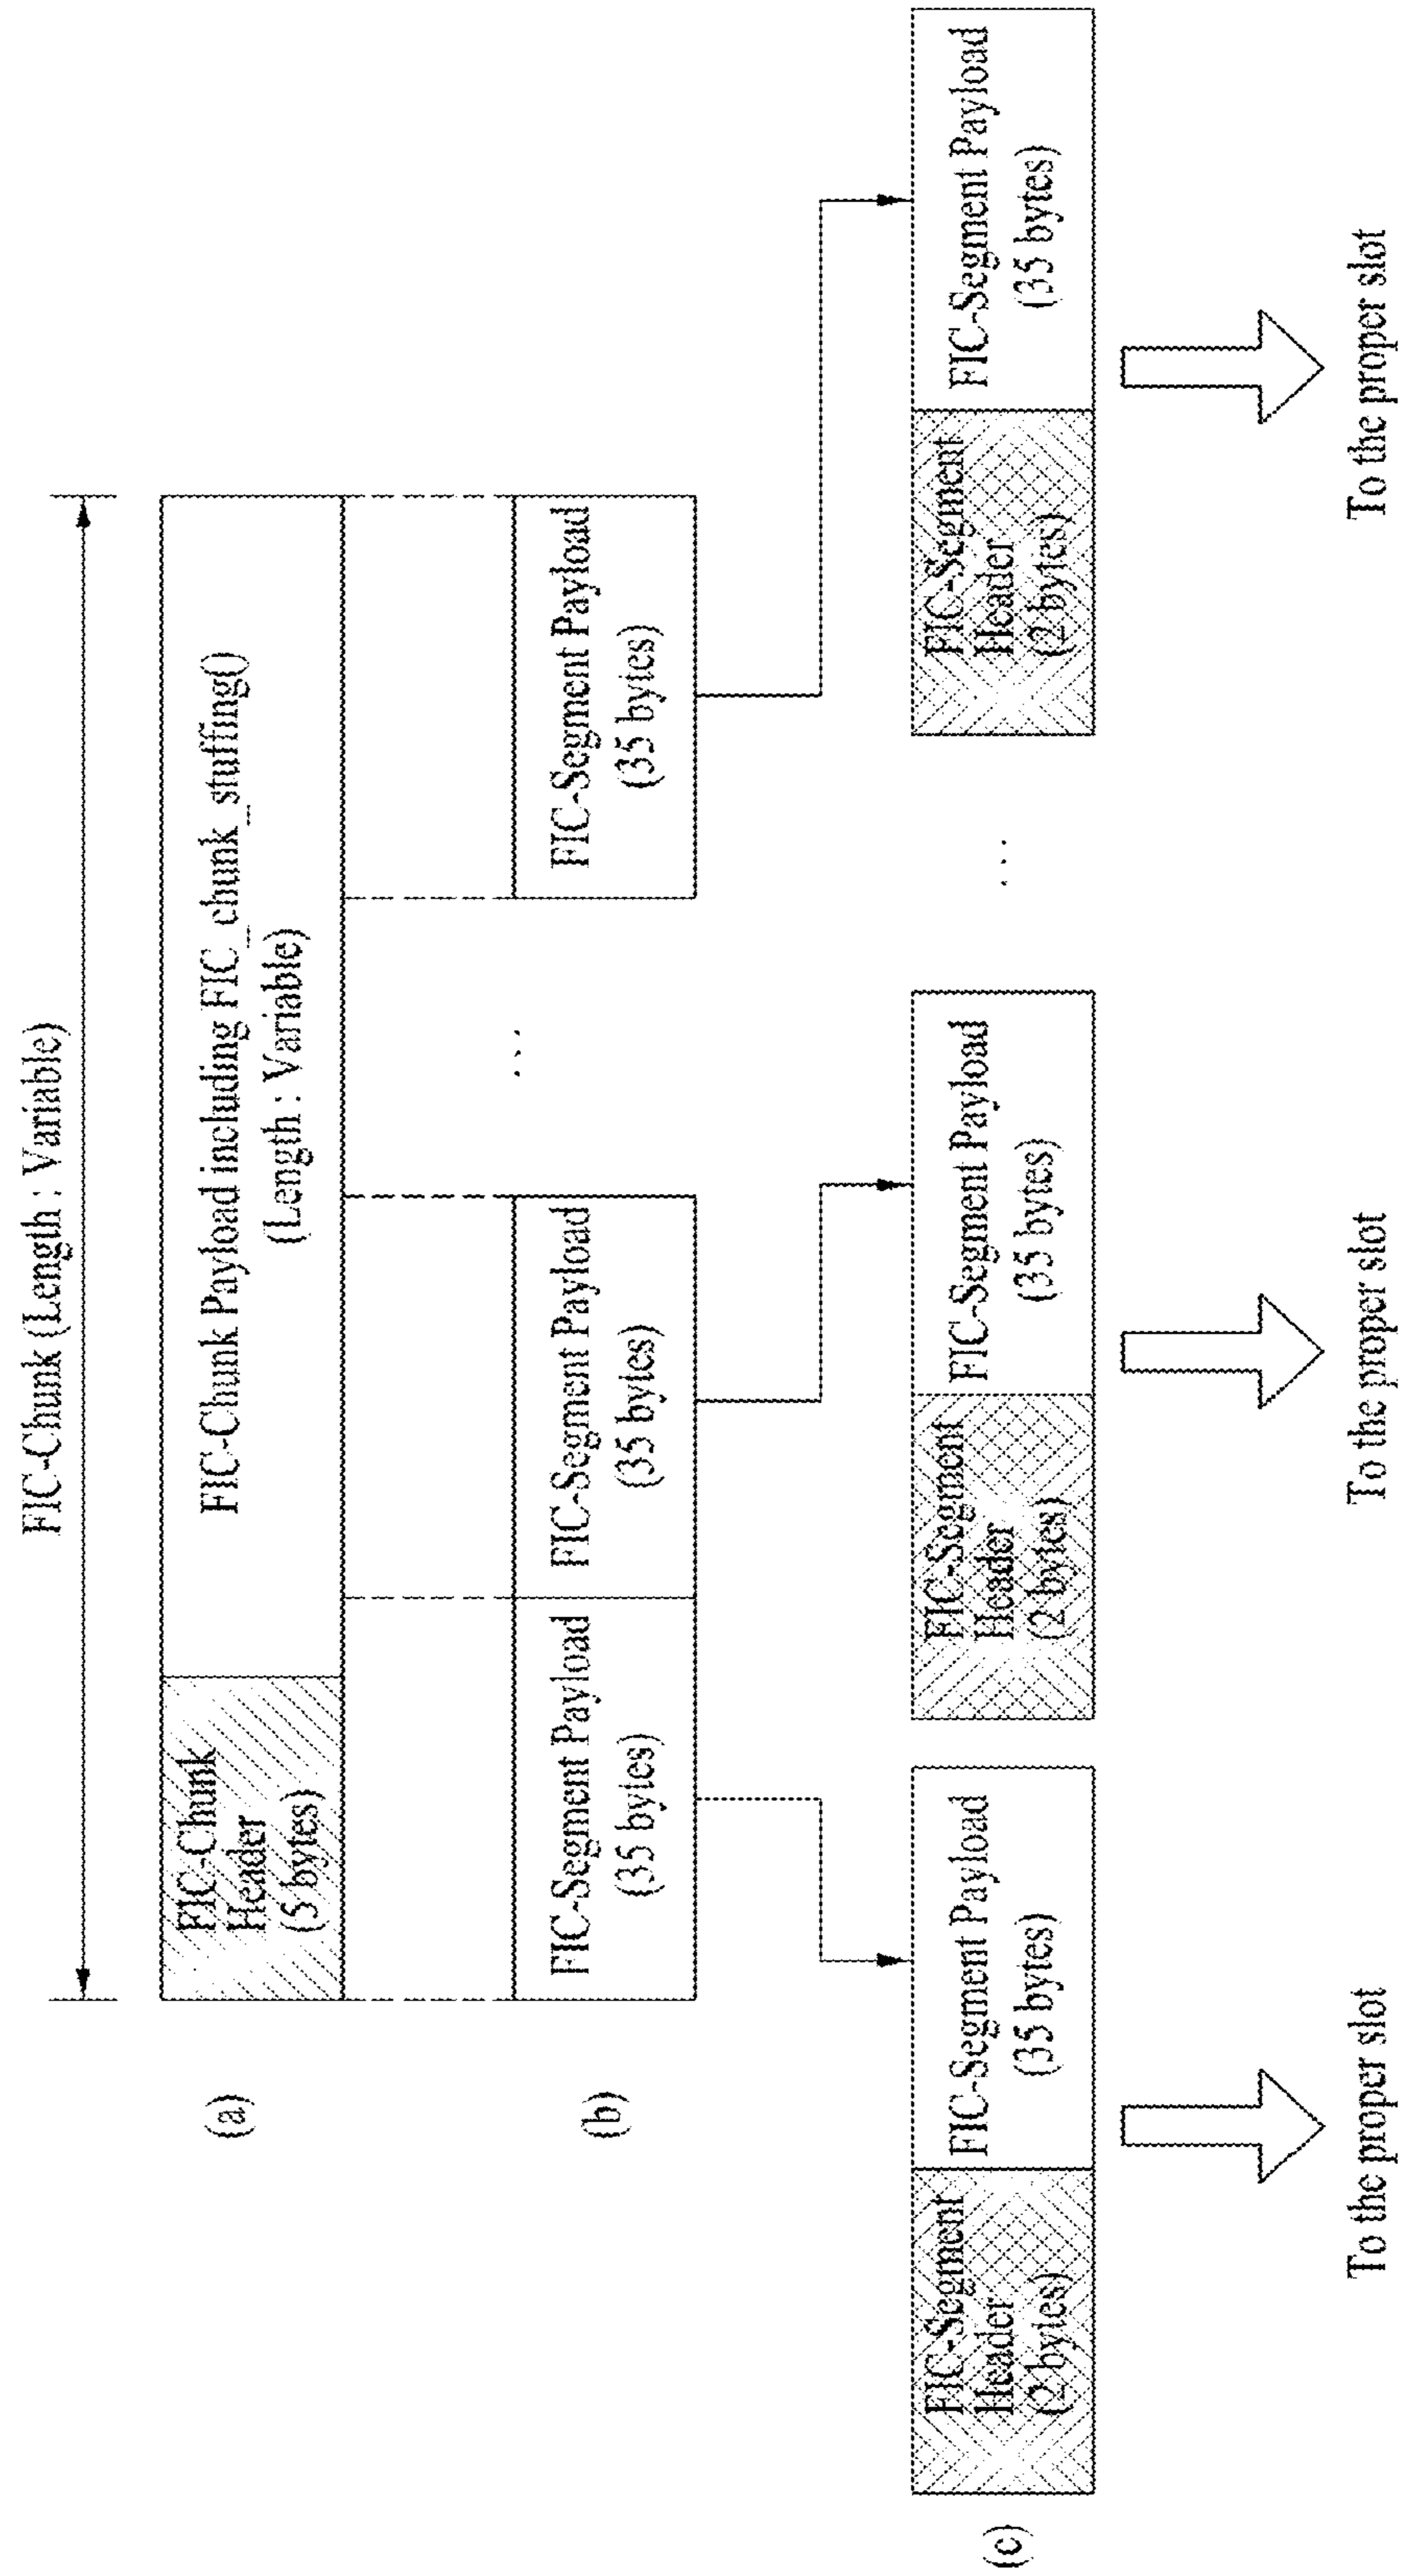 FIC-Chunk (Length : Variable)
(a)
FIC-Chunk
Header
(5 bytes)
FIC-Chunk Payload including FIC_chunk_stuffing()
(Length : Variable)
(b)
FIC-Segment Payload
(35 bytes)
FIC-Segment Payload
(35 bytes)
...
FIC-Segment Payload
(35 bytes)
(c)
FIC-Segment
Header
(2 bytes)
FIC-Segment Payload
(35 bytes)
FIC-Segment
Header
(2 bytes)
FIC-Segment Payload
(35 bytes)
...
FIC-Segment
Header
(2 bytes)
FIC-Segment Payload
(35 bytes)
To the proper slot
To the proper slot
To the proper slot